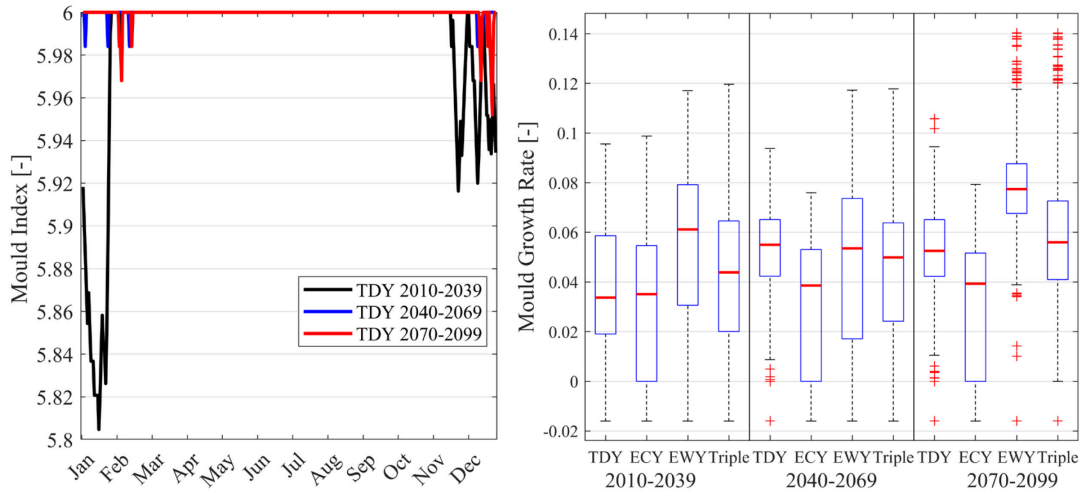 6
5.98
5.96
5.94
5.92
5.9
5.88
5.86
5.84
5.82
5.8
Mould Index [-]
TDY 2010-2039
TDY 2040-2069
TDY 2070-2099
Jan Feb Mar Apr May Jun Jul Aug Sep Oct Nov Dec
0.14
0.12
0.1
0.08
0.06
0.04
0.02
0
-0.02
Mould Growth Rate [-]
TDY ECY EWY Triple TDY ECY EWY Triple TDY ECY EWY Triple
2010-2039 2040-2069 2070-2099